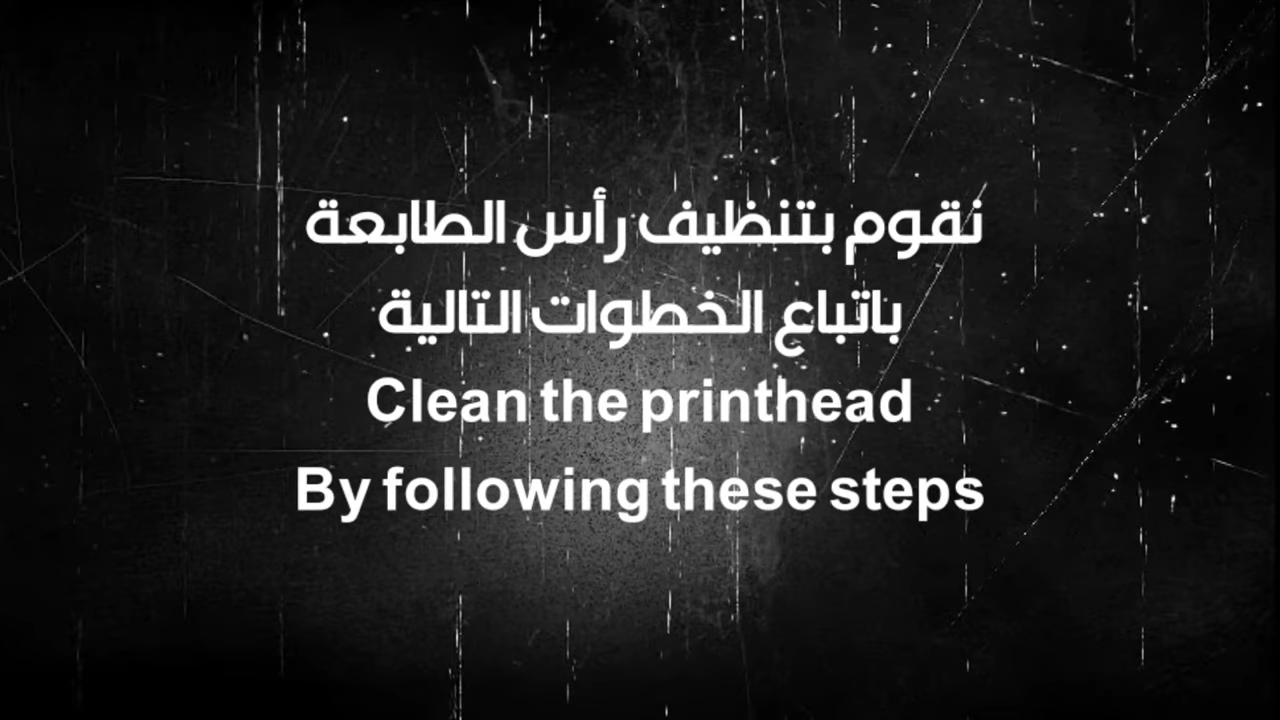 نقوم بتنظيف رأس الطابعة
باتباع الخطوات التالية
Clean the printhead
By following these steps